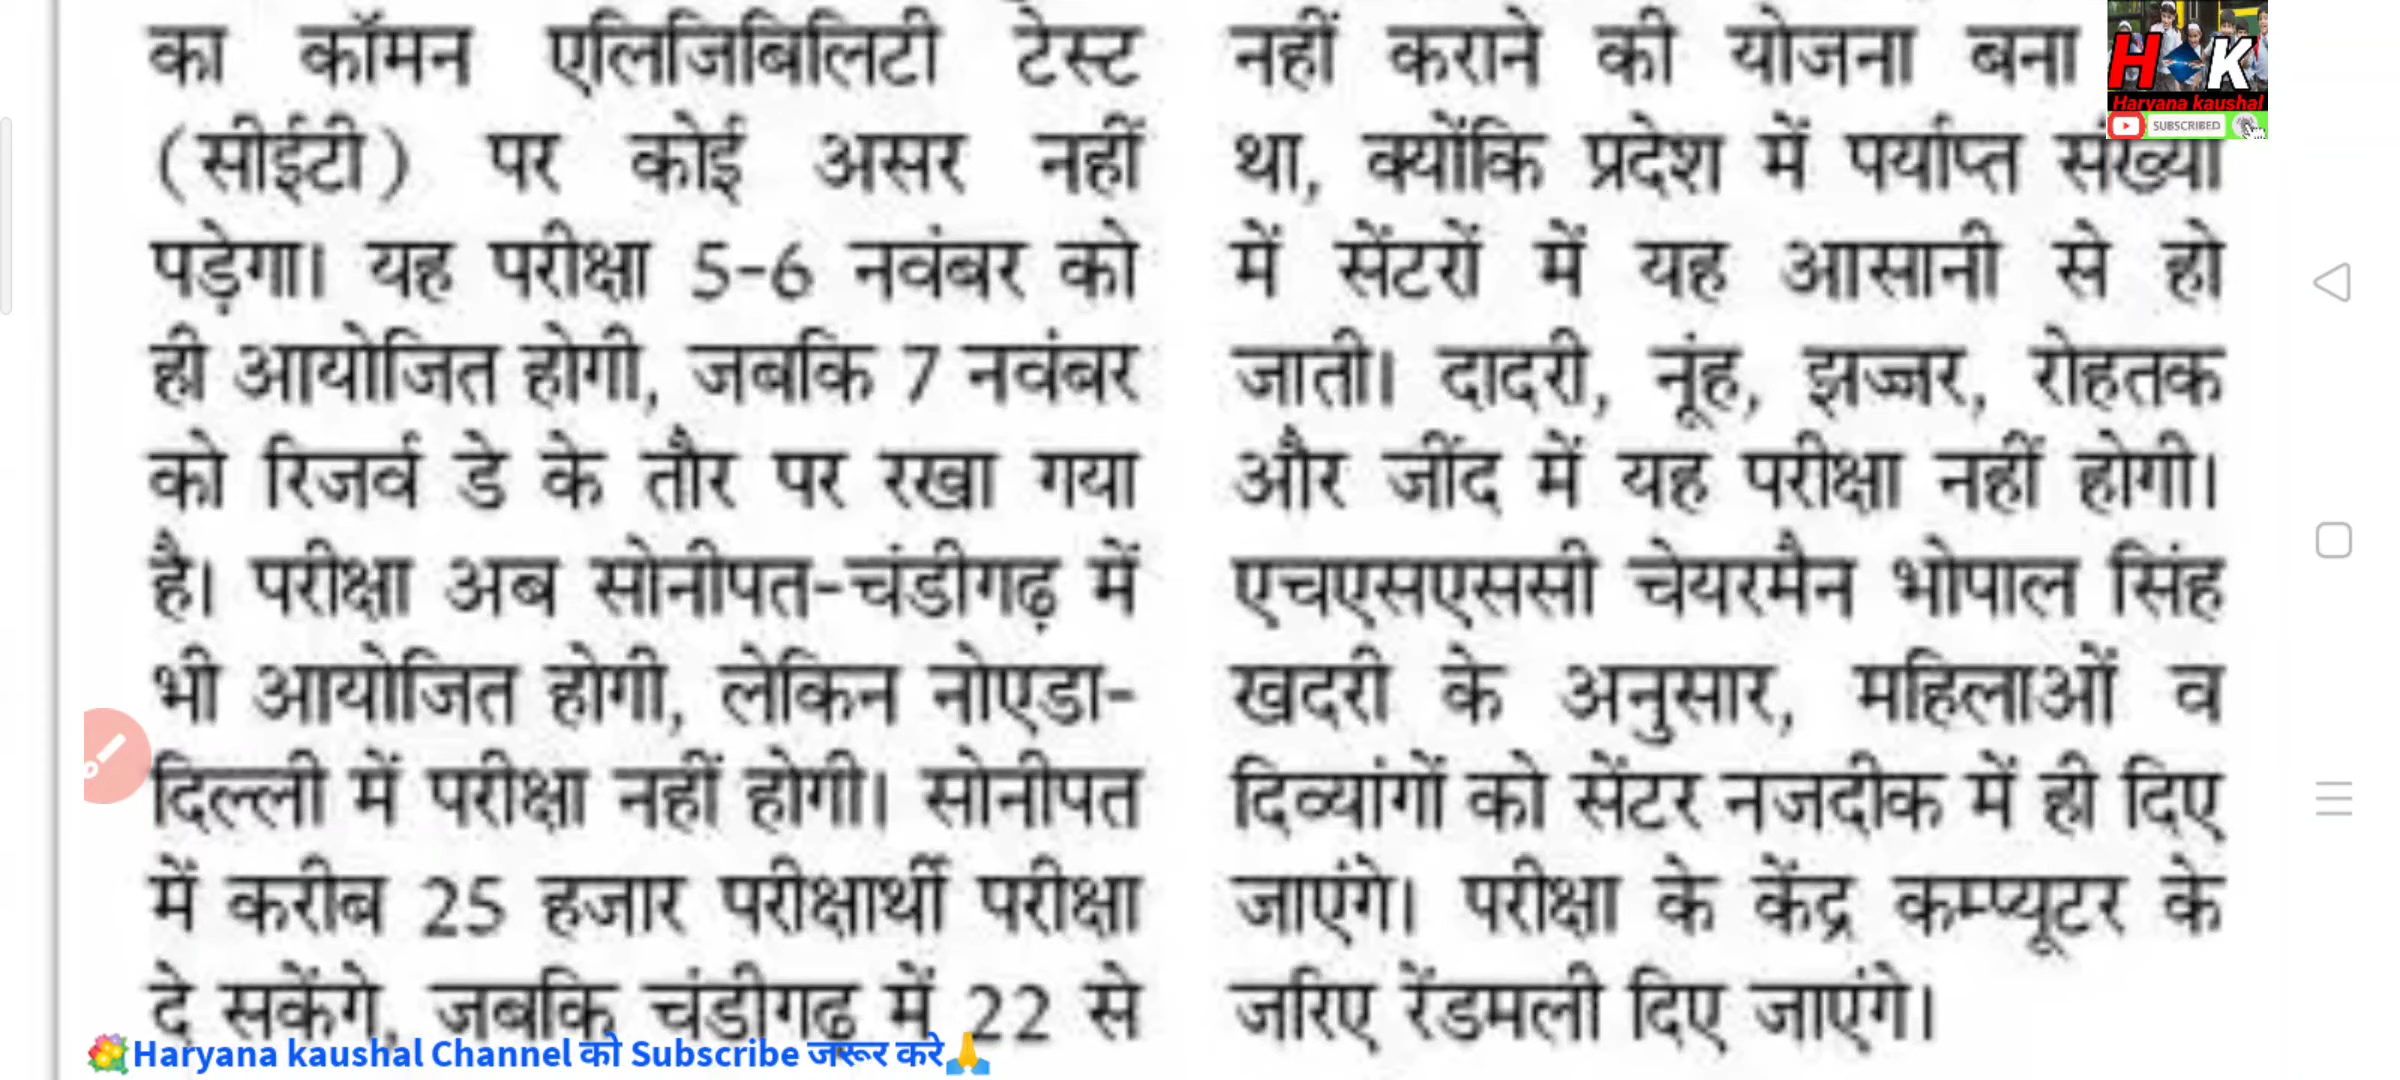 का कॉमन एलिजिबिलिटी टेस्ट
(सीईटी) पर कोई असर नहीं
पड़ेगा। यह परीक्षा 5-6 नवंबर को
ही आयोजित होगी, जबकि 7 नवंबर
को रिजर्व डे के तौर पर रखा गया
है। परीक्षा अब सोनीपत-चंडीगढ़ में
भी आयोजित होगी, लेकिन नोएडा-
दिल्ली में परीक्षा नहीं होगी। सोनीपत
में करीब 25 हजार परीक्षार्थी परीक्षा
दे सकेंगे, जबकि चंडीगढ़ में 22 से
नहीं कराने की योजना बना
था, क्योंकि प्रदेश में पर्याप्त संख्या
में सेंटरों में यह आसानी से हो
जाती। दादरी, नूंह, झज्जर, रोहतक
और जींद में यह परीक्षा नहीं होगी।
एचएसएससी चेयरमैन भोपाल सिंह
खदरी के अनुसार, महिलाओं व
दिव्यांगों को सेंटर नजदीक में ही दिए
जाएंगे। परीक्षा के केंद्र कम्प्यूटर के
जरिए रेंडमली दिए जाएंगे।
H K
Haryana kaushal
SUBSCRIBED
Haryana kaushal Channel को Subscribe जरूर करे